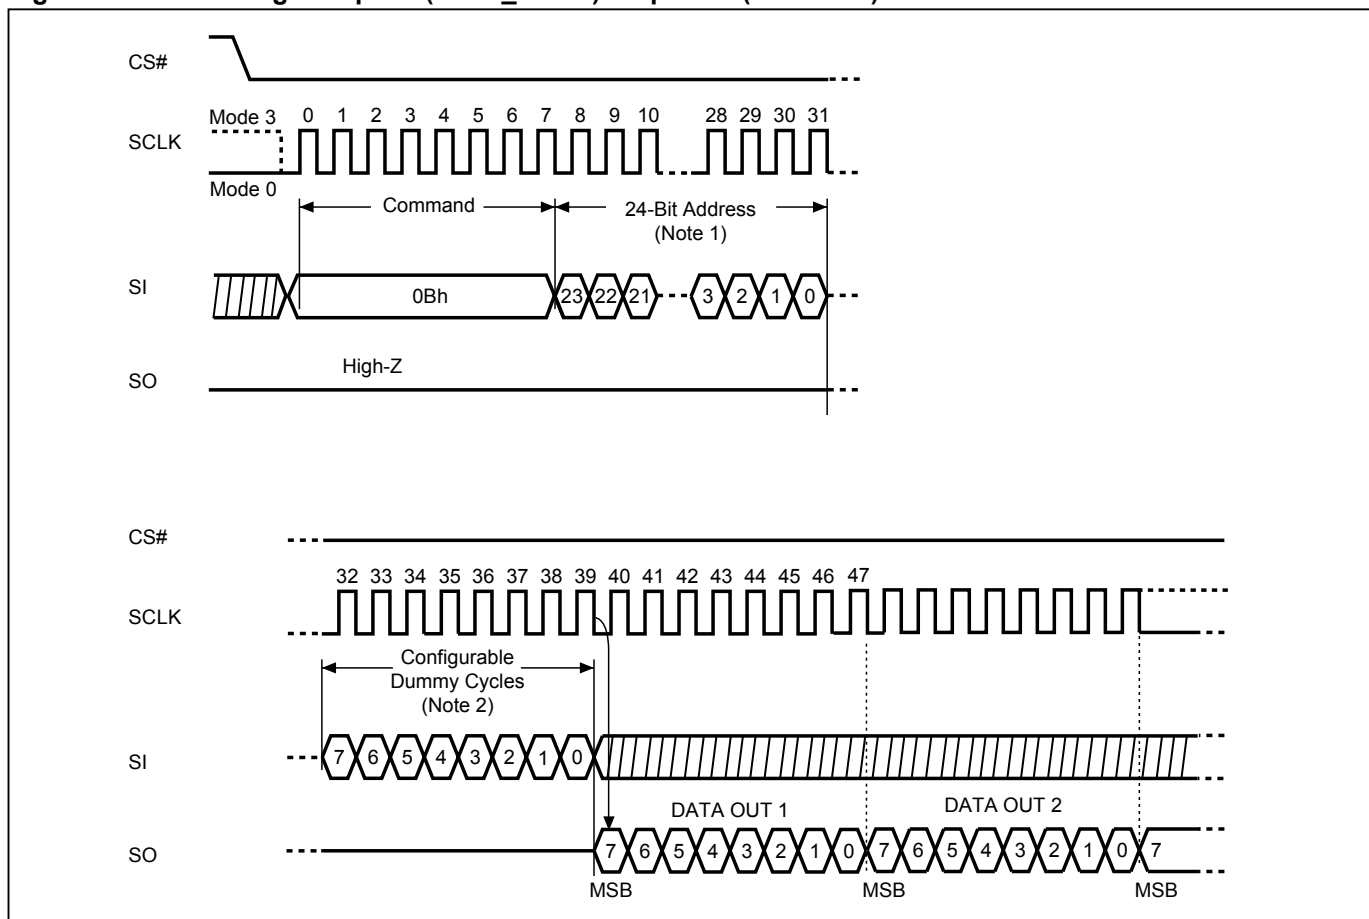 CS#
Mode 3 0 1 2 3 4 5 6 7 8 9 10 28 29 30 31
SCLK
Mode 0
Command
24-Bit Address
(Note 1)
SI
0Bh 23 22 21 3 2 1 0
High-Z
SO
CS#
32 33 34 35 36 37 38 39 40 41 42 43 44 45 46 47
SCLK
Configurable
Dummy Cycles
(Note 2)
SI
7 6 5 4 3 2 1 0
DATA OUT 1 DATA OUT 2
SO
7 6 5 4 3 2 1 0 7 6 5 4 3 2 1 0 7
MSB MSB MSB